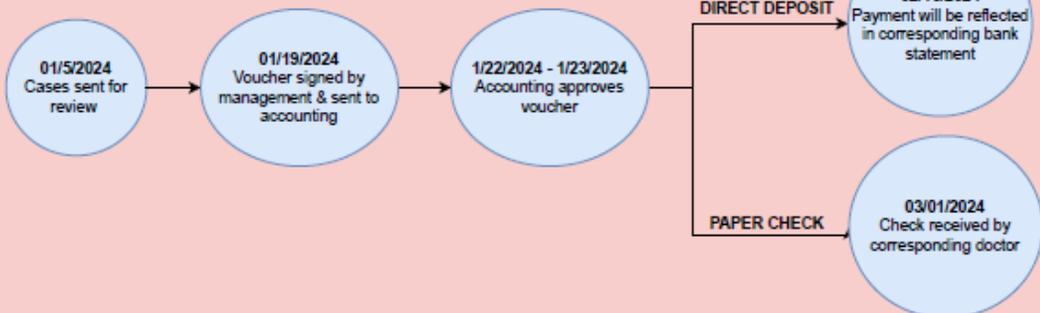 01/5/2024
Cases sent for
review
01/19/2024
Voucher signed by
management & sent to
accounting
1/22/2024 - 1/23/2024
Accounting approves
voucher
DIRECT DEPOSIT
Payment will be reflected
in corresponding bank
statement
PAPER CHECK
03/01/2024
Check received by
corresponding doctor